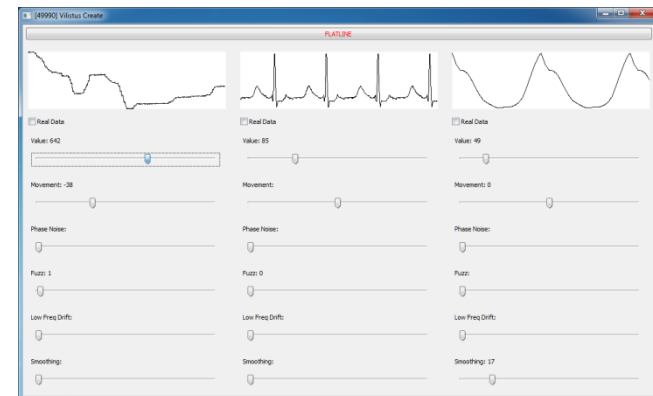 [49990] Vilistus Create
FLATLINE
Real Data Real Data Real Data
Value: 642 Value: 85 Value: 49
Movement: -38 Movement: Movement: 0
Phase Noise: Phase Noise: Phase Noise:
Fuzz: 1 Fuzz: 0 Fuzz:
Low Freq Drift: Low Freq Drift: Low Freq Drift:
Smoothing: Smoothing: Smoothing: 17